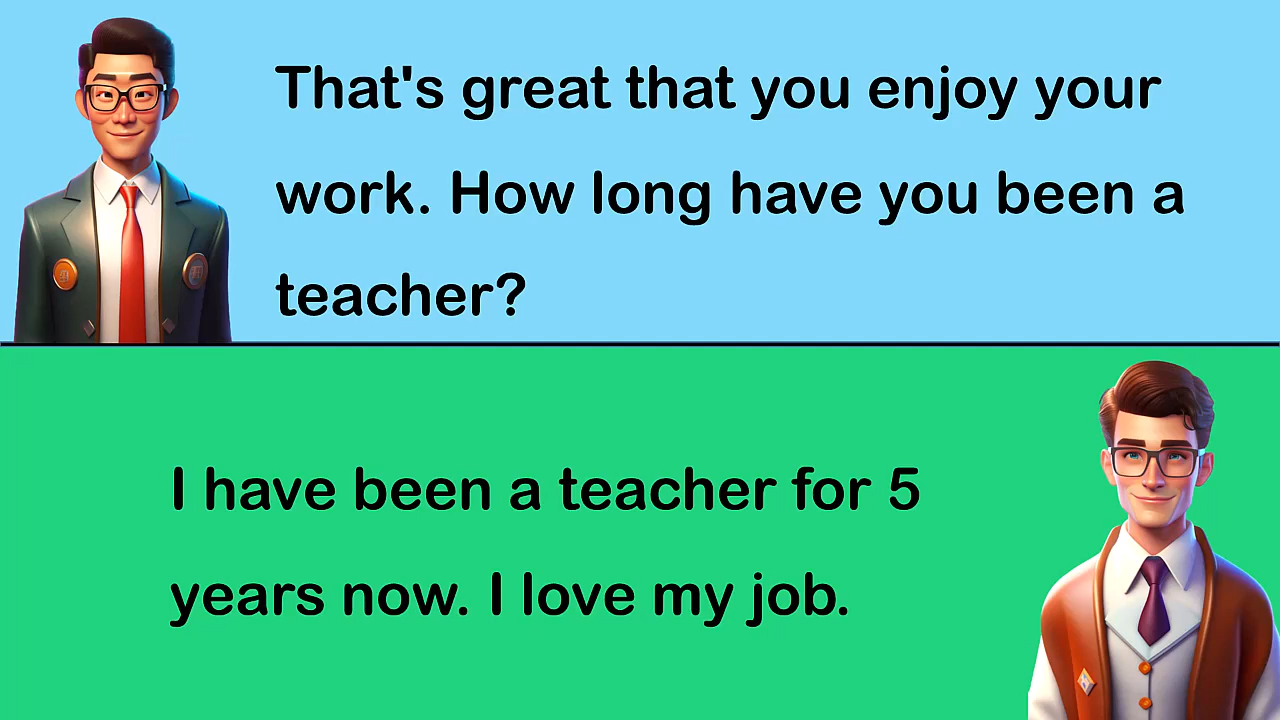 That's great that you enjoy your
work. How long have you been a
teacher?
I have been a teacher for 5
years now. I love my job.